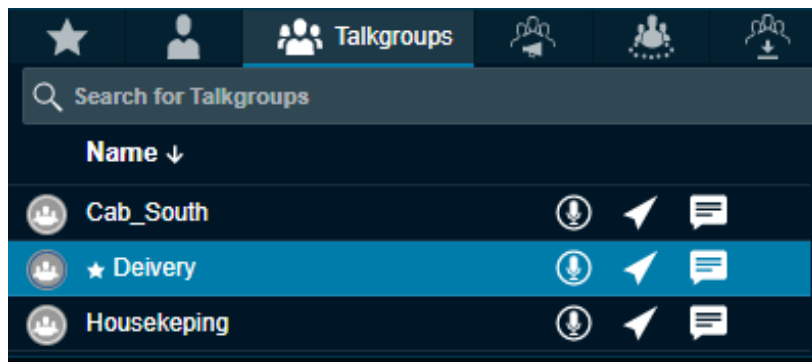 Talkgroups
Search for Talkgroups
Name
Cab_South
Deivery
Housekeping